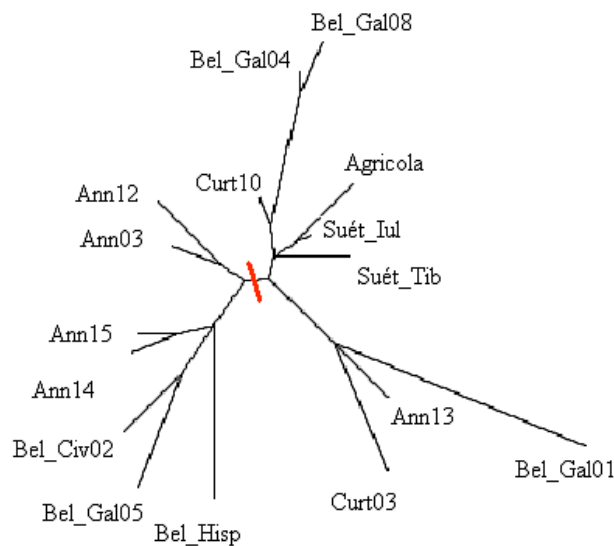 Bel_Gal08
Bel_Gal04
Agricola
Curt10
Ann12
Suét_Iul
Ann03
Suét_Tib
Ann15
Ann14
Ann13
Bel_Civ02
Bel_Gal01
Curt03
Bel_Gal05
Bel_Hisp